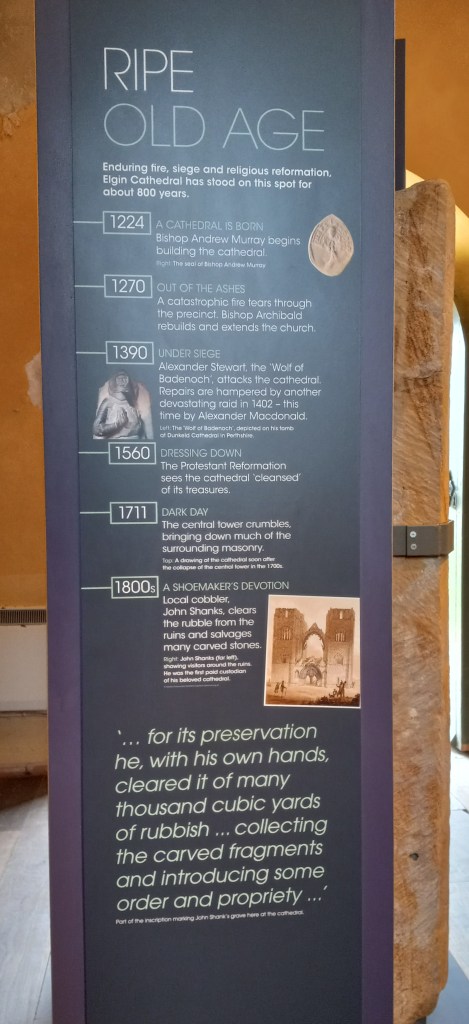 RIPE
OLD AGE
Enduring fire, siege and religious reformation,
Elgin Cathedral has stood on this spot for
about 800 years.
1224
A CATHEDRAL IS BORN
Bishop Andrew Murray begins
building the cathedral.
Right: The seal of Bishop Andrew Murray
1270
OUT OF THE ASHES
A catastrophic fire tears through
the precinct. Bishop Archibald
rebuilds and extends the church.
1390
UNDER SIEGE
Alexander Stewart, the ‘Wolf of
Badenoch’, attacks the cathedral.
Repairs are hampered by another
devastating raid in 1402 – this
time by Alexander Macdonald.
Left: The ‘Wolf of Badenoch’, depicted on his tomb
at Dunkeld Cathedral in Perthshire.
1560
DRESSING DOWN
The Protestant Reformation
sees the cathedral ‘cleansed’
of its treasures.
1711
DARK DAY
The central tower crumbles,
bringing down much of the
surrounding masonry.
Top: A drawing of the cathedral soon after
the collapse of the central tower in the 1700s.
1800s
A SHOEMAKER’S DEVOTION
Local cobbler,
John Shanks, clears
the rubble from the
ruins and salvages
many carved stones.
Right: John Shanks (far left),
showing visitors around the ruins.
He was the first paid custodian
of his beloved cathedral.
‘... for its preservation
he, with his own hands,
cleared it of many
thousand cubic yards
of rubbish ... collecting
the carved fragments
and introducing some
order and propriety ...’
Part of the inscription marking John Shank's grave here at the cathedral.